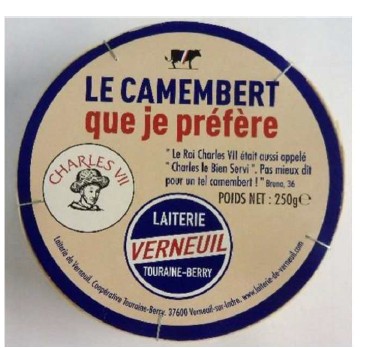 LE CAMEMBERT
que je préfère
" Le Roi Charles VII était aussi appelé
" Charles le Bien Servi ". Pas mieux dit
pour un tel camembert ! " Bruno, 36
POIDS NET : 250g℮
CHARLES VII
LAITERIE
VERNEUIL
TOURAINE-BERRY
Laiterie de Verneuil. Coopérative Touraine-Berry. 37600 Verneuil-sur-Indre. www.laiterie-de-verneuil.com